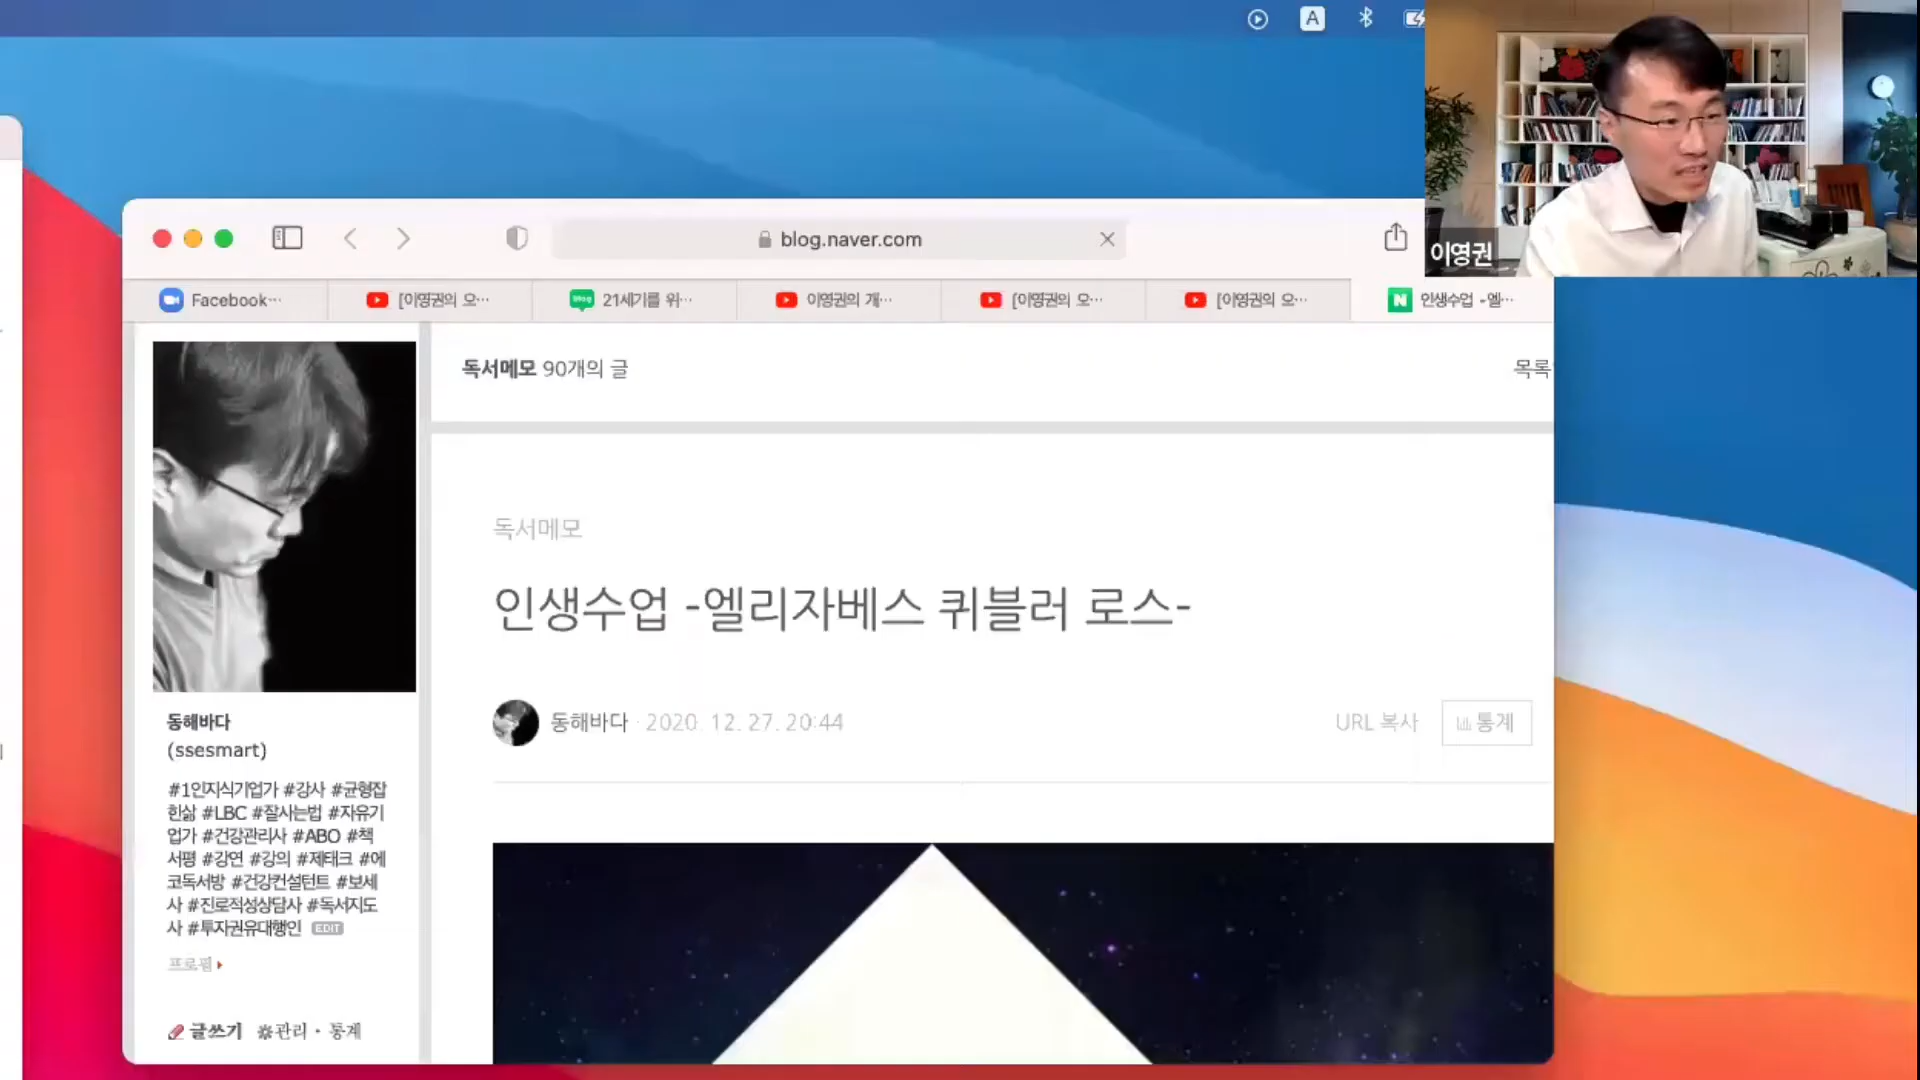 A
이영권
blog.naver.com
Facebook…
[이영권의 오…
blog
21세기를 위…
이영권의 개…
[이영권의 모…
[이영권의 오…
N
인생수업 -엘…
독서메모 90개의 글
목록
독서메모
인생수업 -엘리자베스 퀴블러 로스-
동해바다 · 2020. 12. 27. 20:44
URL 복사
통계
동해바다
(ssesmart)
#1인지식기업가 #강사 #균형잡
힌삶 #LBC #잘사는법 #자유기
업가 #건강관리사 #ABO #책
서평 #강연 #강의 #제태크 #에
코독서방 #건강컨설턴트 #보세
사 #진로적성상담사 #독서지도
사 #투자권유대행인 EDIT
프로필
글쓰기 관리 · 통계